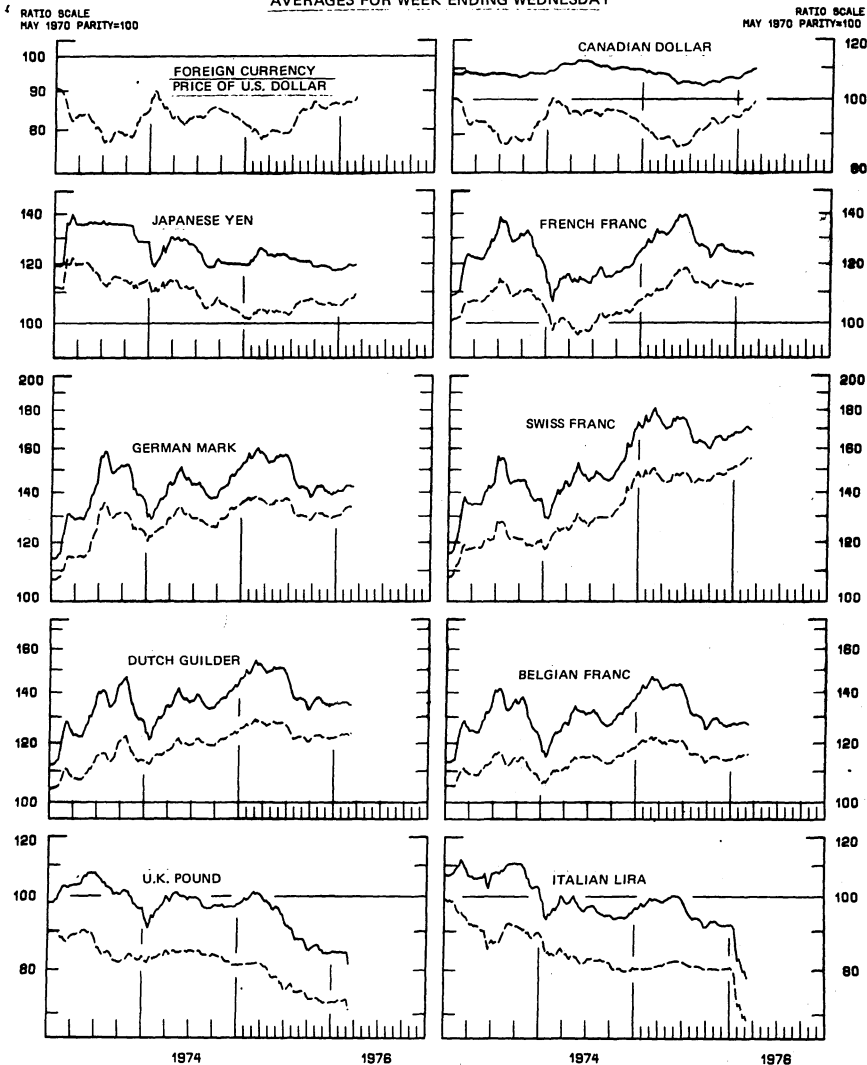 AVERAGES FOR WEEK ENDING WEDNESDAY
RATIO SCALE
MAY 1970 PARITY=100
RATIO SCALE
MAY 1970 PARITY=100
100
90
80
FOREIGN CURRENCY
PRICE OF U.S. DOLLAR
CANADIAN DOLLAR
120
100
80
140
120
100
JAPANESE YEN
FRENCH FRANC
140
120
100
200
180
160
140
120
100
GERMAN MARK
SWISS FRANC
200
180
160
140
120
100
160
140
120
100
DUTCH GUILDER
BELGIAN FRANC
160
140
120
100
120
100
80
U.K. POUND
ITALIAN LIRA
120
100
80
1974
1976
1974
1976